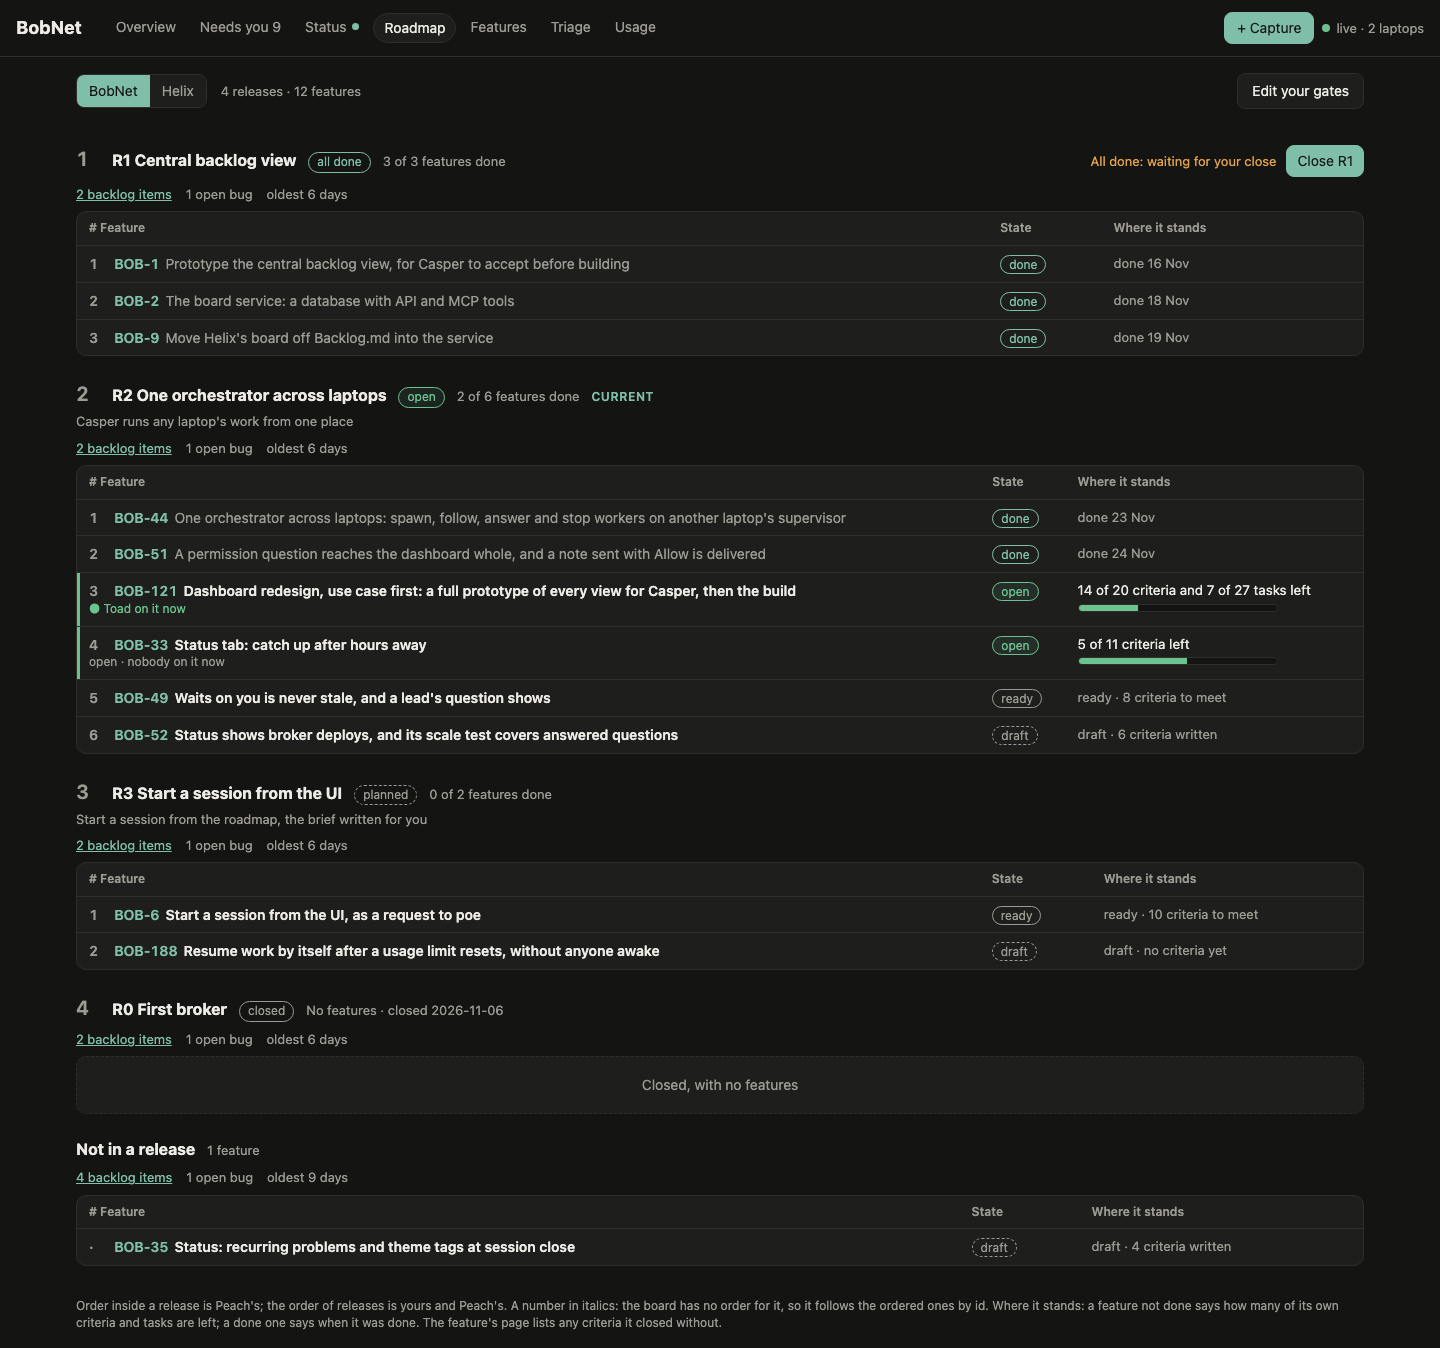 BobNet Overview Needs you 9 Status Roadmap Features Triage Usage + Capture live · 2 laptops
BobNet Helix 4 releases · 12 features Edit your gates
1 R1 Central backlog view all done 3 of 3 features done All done: waiting for your close Close R1
2 backlog items 1 open bug oldest 6 days
# Feature State Where it stands
1 BOB-1 Prototype the central backlog view, for Casper to accept before building done done 16 Nov
2 BOB-2 The board service: a database with API and MCP tools done done 18 Nov
3 BOB-9 Move Helix's board off Backlog.md into the service done done 19 Nov
2 R2 One orchestrator across laptops open 2 of 6 features done CURRENT
Casper runs any laptop's work from one place
2 backlog items 1 open bug oldest 6 days
# Feature State Where it stands
1 BOB-44 One orchestrator across laptops: spawn, follow, answer and stop workers on another laptop's supervisor done done 23 Nov
2 BOB-51 A permission question reaches the dashboard whole, and a note sent with Allow is delivered done done 24 Nov
3 BOB-121 Dashboard redesign, use case first: a full prototype of every view for Casper, then the build open 14 of 20 criteria and 7 of 27 tasks left
Toad on it now
4 BOB-33 Status tab: catch up after hours away open 5 of 11 criteria left
open · nobody on it now
5 BOB-49 Waits on you is never stale, and a lead's question shows ready ready · 8 criteria to meet
6 BOB-52 Status shows broker deploys, and its scale test covers answered questions draft draft · 6 criteria written
3 R3 Start a session from the UI planned 0 of 2 features done
Start a session from the roadmap, the brief written for you
2 backlog items 1 open bug oldest 6 days
# Feature State Where it stands
1 BOB-6 Start a session from the UI, as a request to poe ready ready · 10 criteria to meet
2 BOB-188 Resume work by itself after a usage limit resets, without anyone awake draft draft · no criteria yet
4 R0 First broker closed No features · closed 2026-11-06
2 backlog items 1 open bug oldest 6 days
Closed, with no features
Not in a release 1 feature
4 backlog items 1 open bug oldest 9 days
# Feature State Where it stands
· BOB-35 Status: recurring problems and theme tags at session close draft draft · 4 criteria written
Order inside a release is Peach's; the order of releases is yours and Peach's. A number in italics: the board has no order for it, so it follows the ordered ones by id. Where it stands: a feature not done says how many of its own
criteria and tasks are left; a done one says when it was done. The feature's page lists any criteria it closed without.